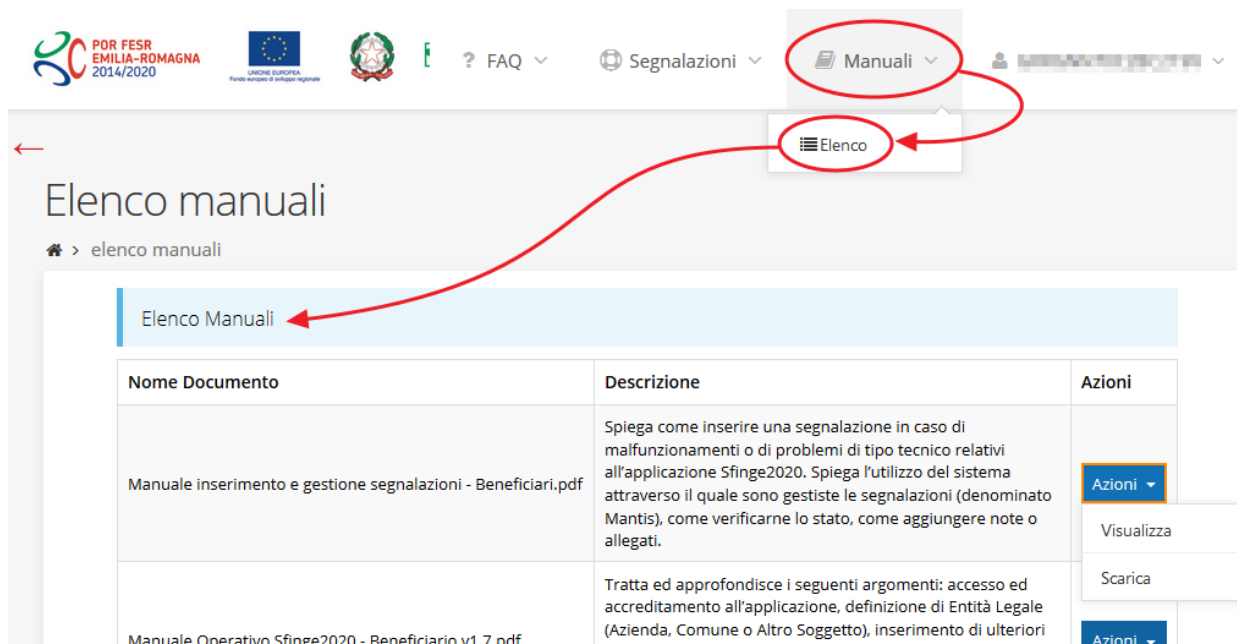 POR FESR
EMILIA-ROMAGNA
2014/2020
UNIONE EUROPEA
Fondo europeo di sviluppo regionale
? FAQ
Segnalazioni
Manuali
Elenco
Elenco manuali
> elenco manuali
Elenco Manuali
Nome Documento
Descrizione
Azioni
Manuale inserimento e gestione segnalazioni - Beneficiari.pdf
Spiega come inserire una segnalazione in caso di
malfunzionamenti o di problemi di tipo tecnico relativi
all'applicazione Sfinge2020. Spiega l'utilizzo del sistema
attraverso il quale sono gestiste le segnalazioni (denominato
Mantis), come verificarne lo stato, come aggiungere note o
allegati.
Azioni
Visualizza
Scarica
Manuale Operativo Sfinge2020 - Beneficiario v1.7.pdf
Tratta ed approfondisce i seguenti argomenti: accesso ed
accreditamento all'applicazione, definizione di Entità Legale
(Azienda, Comune o Altro Soggetto), inserimento di ulteriori
Azioni